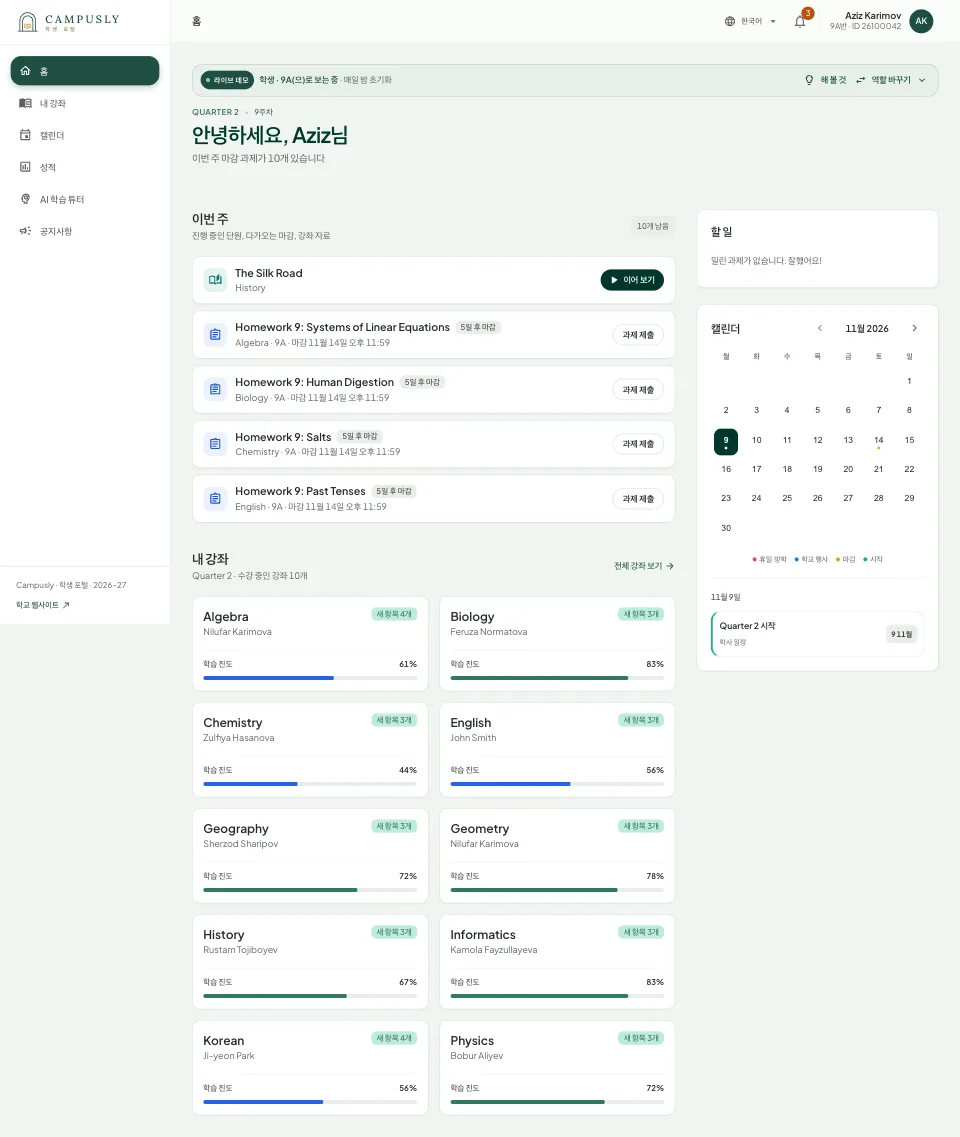 CAMPUSLY
학생 포털
홈
내 강좌
캘린더
성적
AI 학습 튜터
공지사항
Campusly · 학생 포털 · 2026–27
학교 웹사이트
홈
한국어
3
Aziz Karimov
9A반 · ID 26100042
AK
라이브 데모
학생 · 9A(으)로 보는 중 · 매일 밤 초기화
해 볼 것
역할 바꾸기
QUARTER 2 · 9주차
안녕하세요, Aziz님
이번 주 마감 과제가 10개 있습니다
이번 주
진행 중인 단원, 다가오는 마감, 강좌 자료
10개 남음
The Silk Road
History
이어 보기
Homework 9: Systems of Linear Equations
5일 후 마감
Algebra · 9A · 마감 11월 14일 오후 11:59
과제 제출
Homework 9: Human Digestion
5일 후 마감
Biology · 9A · 마감 11월 14일 오후 11:59
과제 제출
Homework 9: Salts
5일 후 마감
Chemistry · 9A · 마감 11월 14일 오후 11:59
과제 제출
Homework 9: Past Tenses
5일 후 마감
English · 9A · 마감 11월 14일 오후 11:59
과제 제출
내 강좌
Quarter 2 · 수강 중인 강좌 10개
전체 강좌 보기
Algebra
새 항목 4개
Nilufar Karimova
학습 진도
61%
Biology
새 항목 3개
Feruza Normatova
학습 진도
83%
Chemistry
새 항목 3개
Zulfiya Hasanova
학습 진도
44%
English
새 항목 3개
John Smith
학습 진도
56%
Geography
새 항목 3개
Sherzod Sharipov
학습 진도
72%
Geometry
새 항목 3개
Nilufar Karimova
학습 진도
78%
History
새 항목 3개
Rustam Tojiboyev
학습 진도
67%
Informatics
새 항목 3개
Kamola Fayzullayeva
학습 진도
83%
Korean
새 항목 4개
Ji-yeon Park
학습 진도
56%
Physics
새 항목 3개
Bobur Aliyev
학습 진도
72%
할 일
밀린 과제가 없습니다. 잘했어요!
캘린더
11월 2026
월 화 수 목 금 토 일
1
2 3 4 5 6 7 8
9 10 11 12 13 14 15
16 17 18 19 20 21 22
23 24 25 26 27 28 29
30
휴일·방학 학교 행사 마감 시작
11월 9일
Quarter 2 시작
학사 일정
9 11월